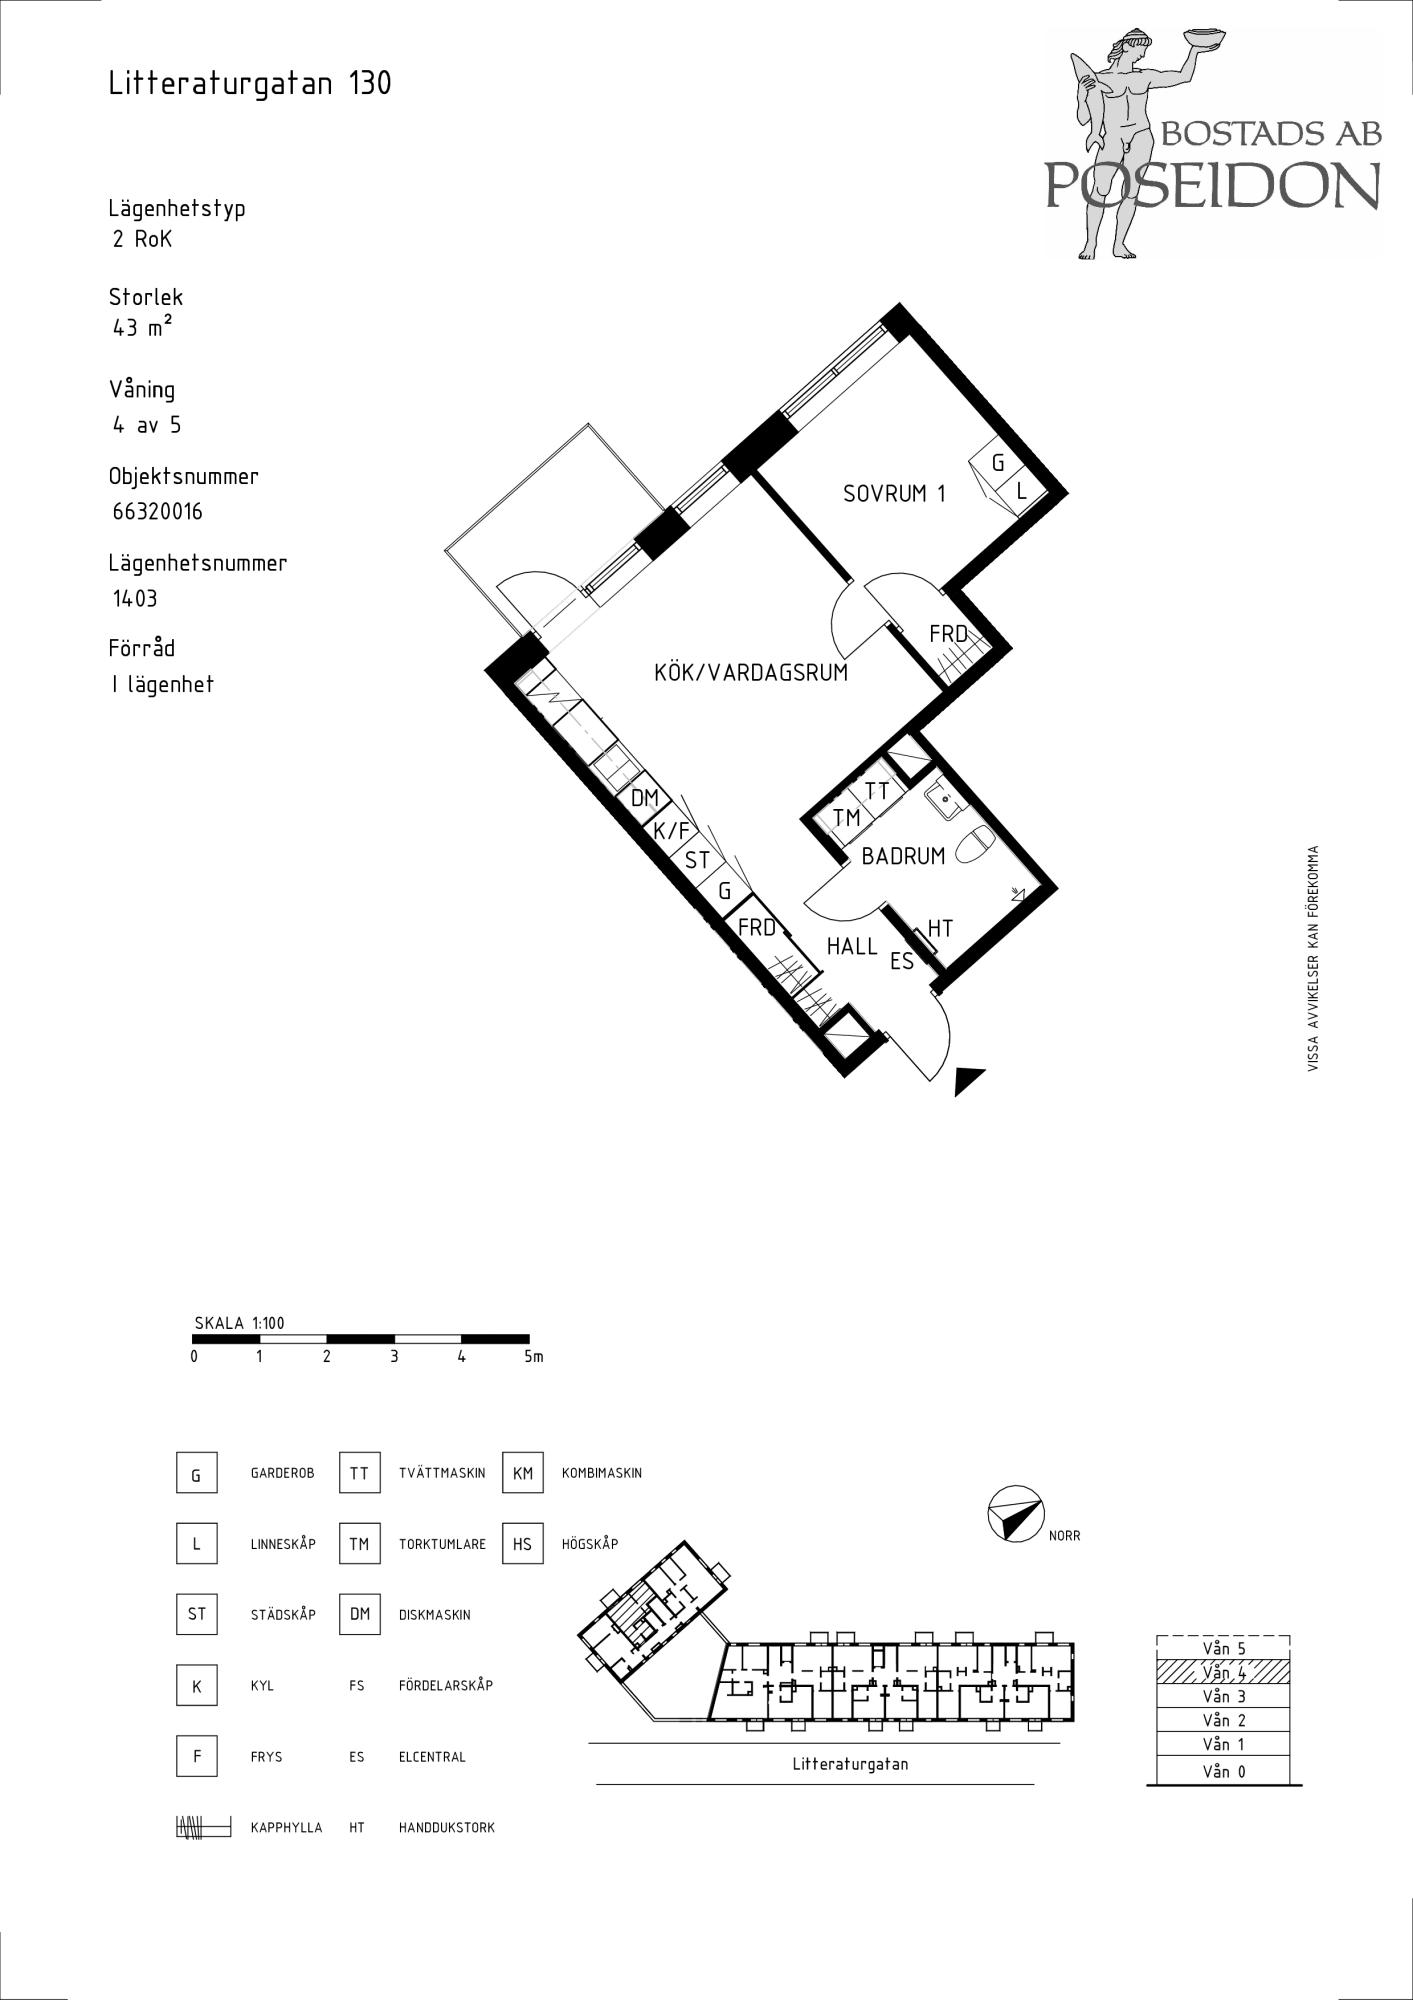 Litteraturgatan 130
BOSTADS AB
POSEIDON
Lägenhetstyp
2 RoK
Storlek
43 m²
Våning
4 av 5
Objektsnummer
66320016
Lägenhetsnummer
1403
Förråd
I lägenhet
G
L
SOVRUM 1
FRD
KÖK/VARDAGSRUM
TT
DM
TM
K/F
BADRUM
ST
G
FRD
HT
HALL
ES
VISSA AVVIKELSER KAN FÖREKOMMA
SKALA 1:100
0 1 2 3 4 5m
G GARDEROB TT TVÄTTMASKIN KM KOMBIMASKIN
L LINNESKÅP TM TORKTUMLARE HS HÖGSKÅP
ST STÄDSKÅP DM DISKMASKIN
K KYL FS FÖRDELARSKÅP
F FRYS ES ELCENTRAL
KAPPHYLLA HT HANDDUKSTORK
NORR
Litteraturgatan
Vån 5
Vån 4
Vån 3
Vån 2
Vån 1
Vån 0